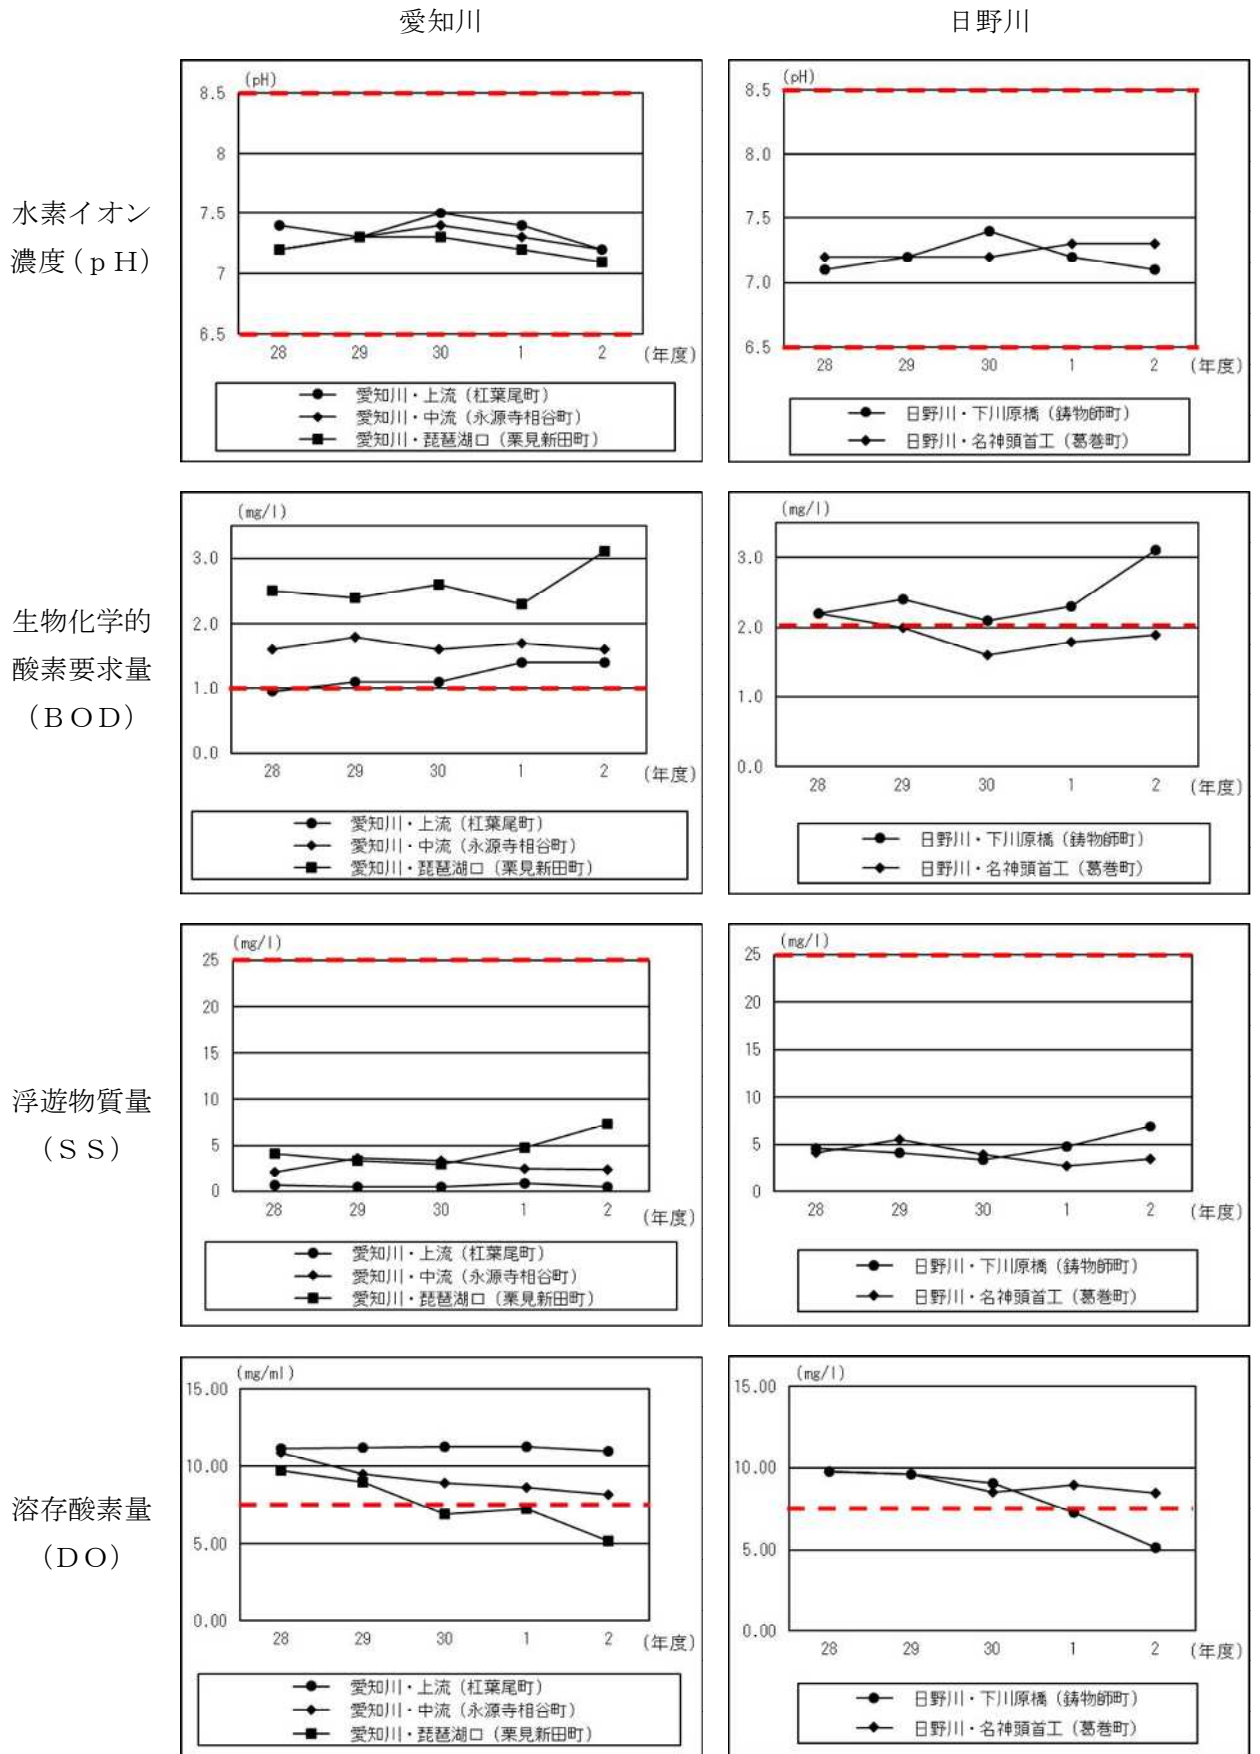 愛知川
日野川
水素イオン
濃度(pH)
(pH)
8.5
8
7.5
7
6.5
28 29 30 1 2 (年度)
愛知川・上流(杠葉尾町)
愛知川・中流(永源寺相谷町)
愛知川・琵琶湖口(栗見新田町)
(pH)
8.5
8.0
7.5
7.0
6.5
28 29 30 1 2 (年度)
日野川・下川原橋(鋳物師町)
日野川・名神頭首工(葛巻町)
生物化学的
酸素要求量
(BOD)
(mg/l)
3.0
2.0
1.0
0.0
28 29 30 1 2 (年度)
愛知川・上流(杠葉尾町)
愛知川・中流(永源寺相谷町)
愛知川・琵琶湖口(栗見新田町)
(mg/l)
3.0
2.0
1.0
0.0
28 29 30 1 2 (年度)
日野川・下川原橋(鋳物師町)
日野川・名神頭首工(葛巻町)
浮遊物質量
(SS)
(mg/l)
25
20
15
10
5
0
28 29 30 1 2 (年度)
愛知川・上流(杠葉尾町)
愛知川・中流(永源寺相谷町)
愛知川・琵琶湖口(栗見新田町)
(mg/l)
25
20
15
10
5
0
28 29 30 1 2 (年度)
日野川・下川原橋(鋳物師町)
日野川・名神頭首工(葛巻町)
溶存酸素量
(DO)
(mg/ml)
15.00
10.00
5.00
0.00
28 29 30 1 2 (年度)
愛知川・上流(杠葉尾町)
愛知川・中流(永源寺相谷町)
愛知川・琵琶湖口(栗見新田町)
(mg/l)
15.00
10.00
5.00
0.00
28 29 30 1 2 (年度)
日野川・下川原橋(鋳物師町)
日野川・名神頭首工(葛巻町)